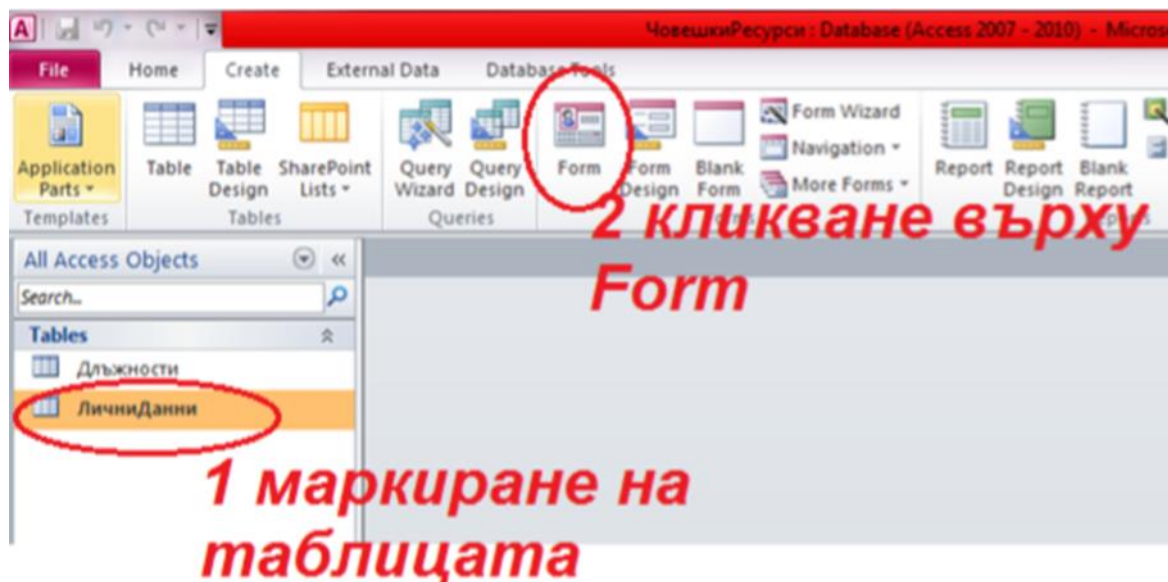 ЧовешкиРесурси : Database (Access 2007 - 2010) - Micros
File Home Create External Data Database Tools
Application Parts
Table
Table Design
SharePoint Lists
Query Wizard
Query Design
Form
Form Design
Blank Form
Form Wizard
Navigation
More Forms
Report
Report Design
Blank Report
Templates Tables Queries
2 кликване върху
Form
All Access Objects
Search..
Tables
Длъжности
ЛичниДанни
1 маркиране на
таблицата